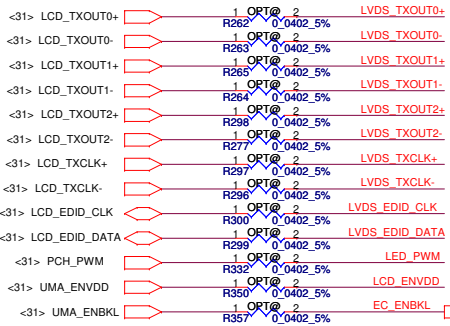 <31> LCD_TXOUT0+ 1 OPT@ 2 LVDS_TXOUT0+
R262 0_0402_5%
<31> LCD_TXOUT0- 1 OPT@ 2 LVDS_TXOUT0-
R263 0_0402_5%
<31> LCD_TXOUT1+ 1 OPT@ 2 LVDS_TXOUT1+
R265 0_0402_5%
<31> LCD_TXOUT1- 1 OPT@ 2 LVDS_TXOUT1-
R264 0_0402_5%
<31> LCD_TXOUT2+ 1 OPT@ 2 LVDS_TXOUT2+
R298 0_0402_5%
<31> LCD_TXOUT2- 1 OPT@ 2 LVDS_TXOUT2-
R277 0_0402_5%
<31> LCD_TXCLK+ 1 OPT@ 2 LVDS_TXCLK+
R297 0_0402_5%
<31> LCD_TXCLK- 1 OPT@ 2 LVDS_TXCLK-
R296 0_0402_5%
<31> LCD_EDID_CLK 1 OPT@ 2 LVDS_EDID_CLK
R300 0_0402_5%
<31> LCD_EDID_DATA 1 OPT@ 2 LVDS_EDID_DATA
R299 0_0402_5%
<31> PCH_PWM 1 OPT@ 2 LED_PWM
R332 0_0402_5%
<31> UMA_ENVDD 1 OPT@ 2 LCD_ENVDD
R350 0_0402_5%
<31> UMA_ENBKL 1 OPT@ 2 EC_ENBKL
R357 0_0402_5%